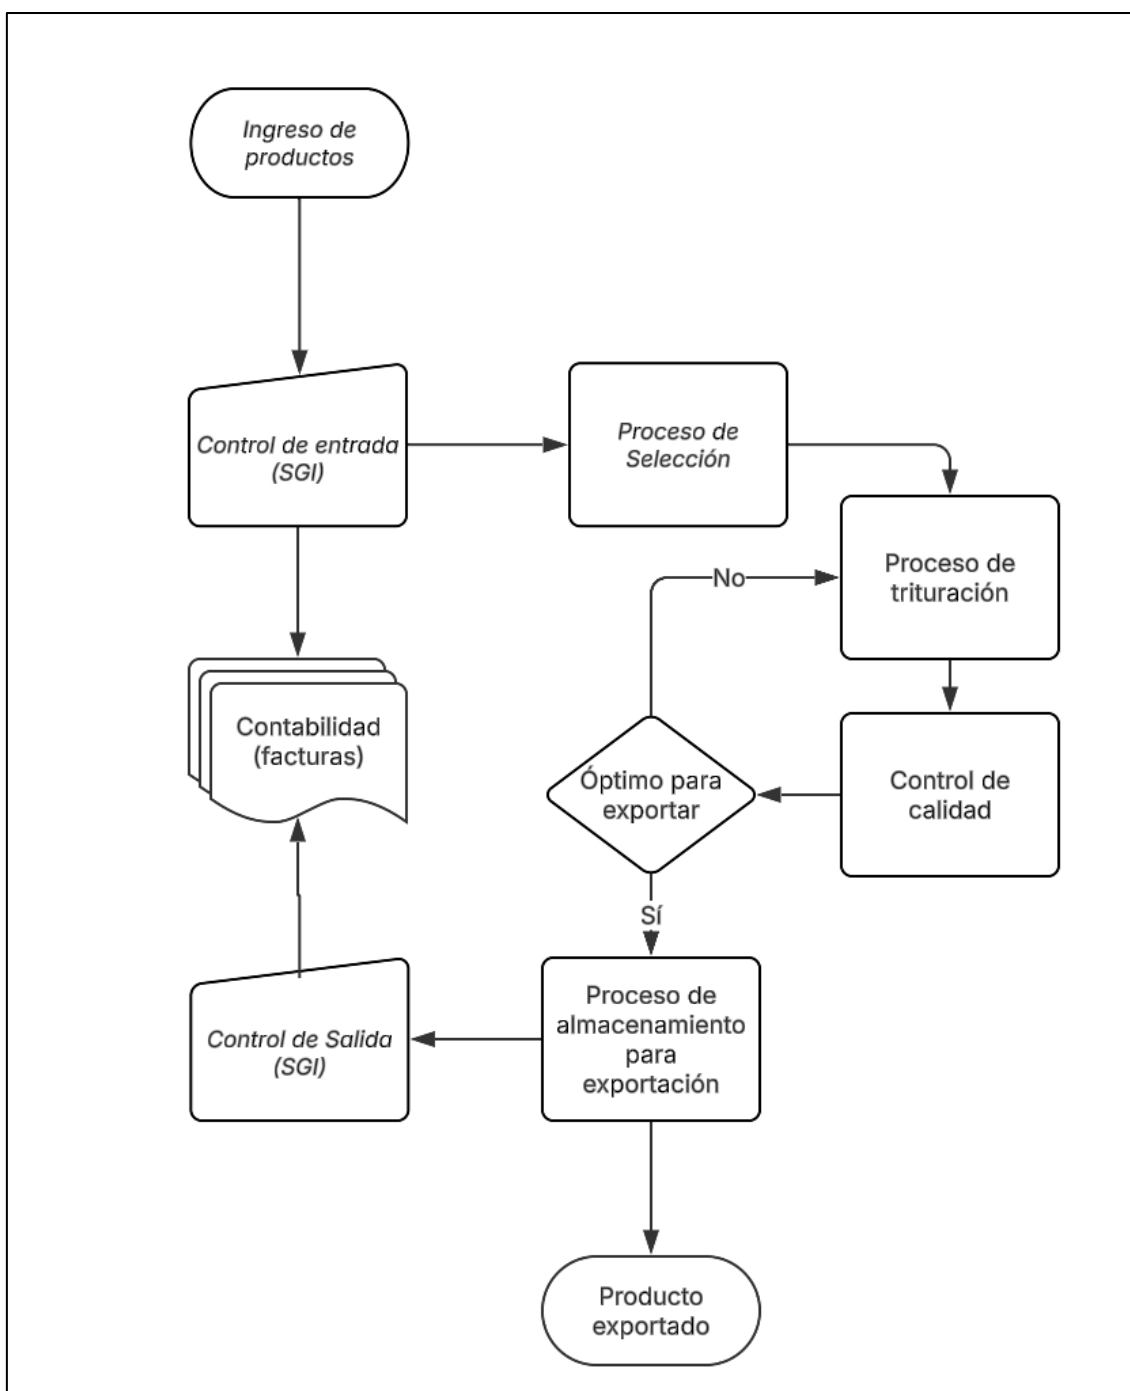 Ingreso de
productos
Control de entrada
(SGI)
Proceso de
Selección
Proceso de
trituración
No
Contabilidad
(facturas)
Óptimo para
exportar
Control de
calidad
Sí
Control de Salida
(SGI)
Proceso de
almacenamiento
para
exportación
Producto
exportado